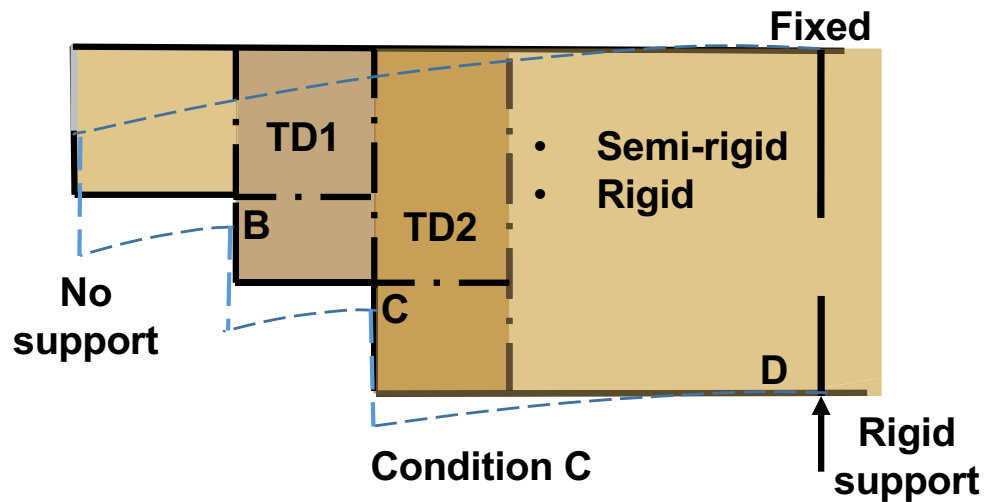 Fixed
TD1
• Semi-rigid
• Rigid
B
TD2
No
support
C
D
Condition C
Rigid
support